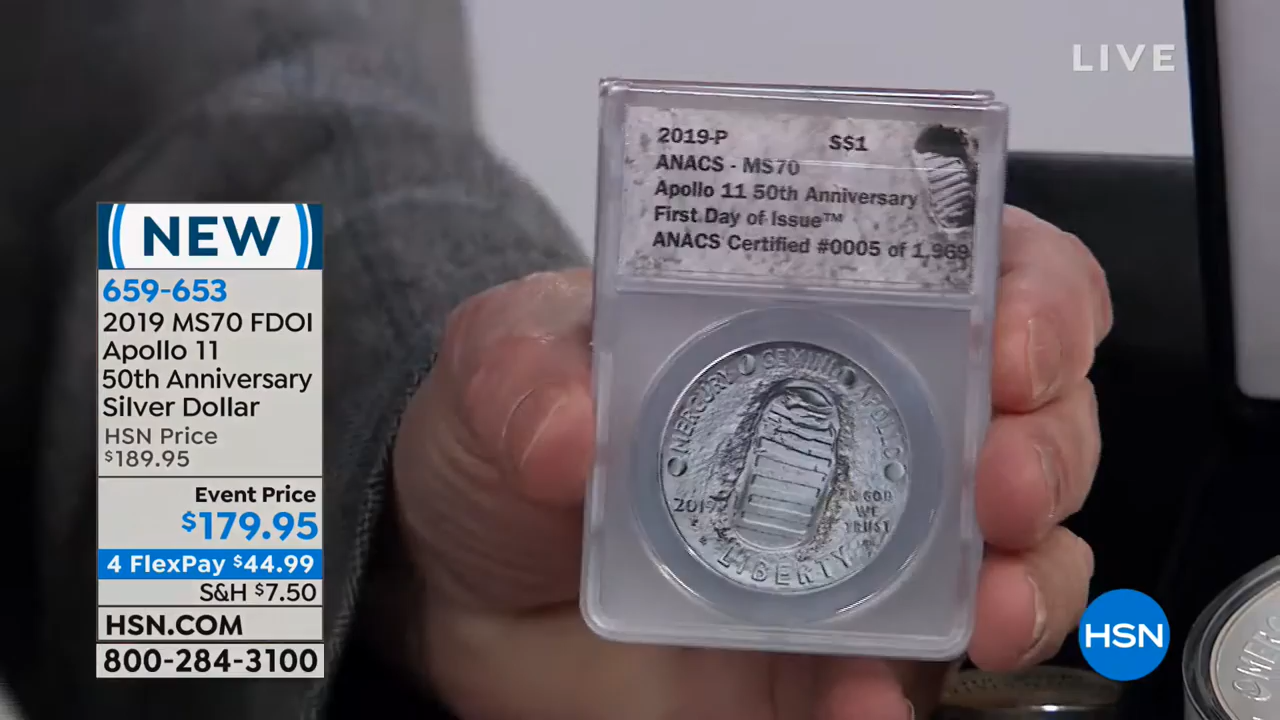 LIVE
NEW
659-653
2019 MS70 FDOI
Apollo 11
50th Anniversary
Silver Dollar
HSN Price
$189.95
Event Price
$179.95
4 FlexPay $44.99
S&H $7.50
HSN.COM
800-284-3100
2019-P S$1
ANACS - MS70
Apollo 11 50th Anniversary
First Day of Issue™
ANACS Certified #0005 of 1,969
MERCURY GEMINI APOLLO
2019
IN GOD
WE
TRUST
LIBERTY
HSN